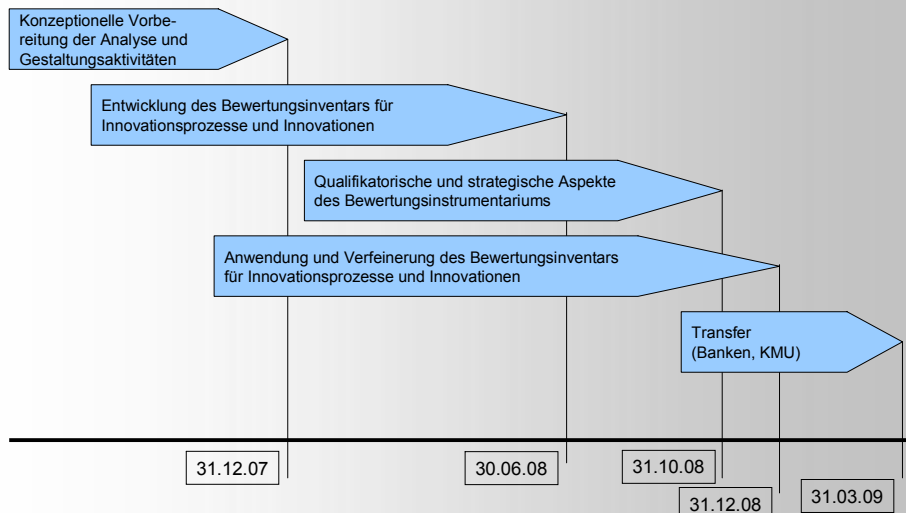 Konzeptionelle Vorbe-
reitung der Analyse und
Gestaltungsaktivitäten
Entwicklung des Bewertungsinventars für
Innovationsprozesse und Innovationen
Qualifikatorische und strategische Aspekte
des Bewertungsinstrumentariums
Anwendung und Verfeinerung des Bewertungsinventars
für Innovationsprozesse und Innovationen
Transfer
(Banken, KMU)
31.12.07
30.06.08
31.10.08
31.12.08
31.03.09